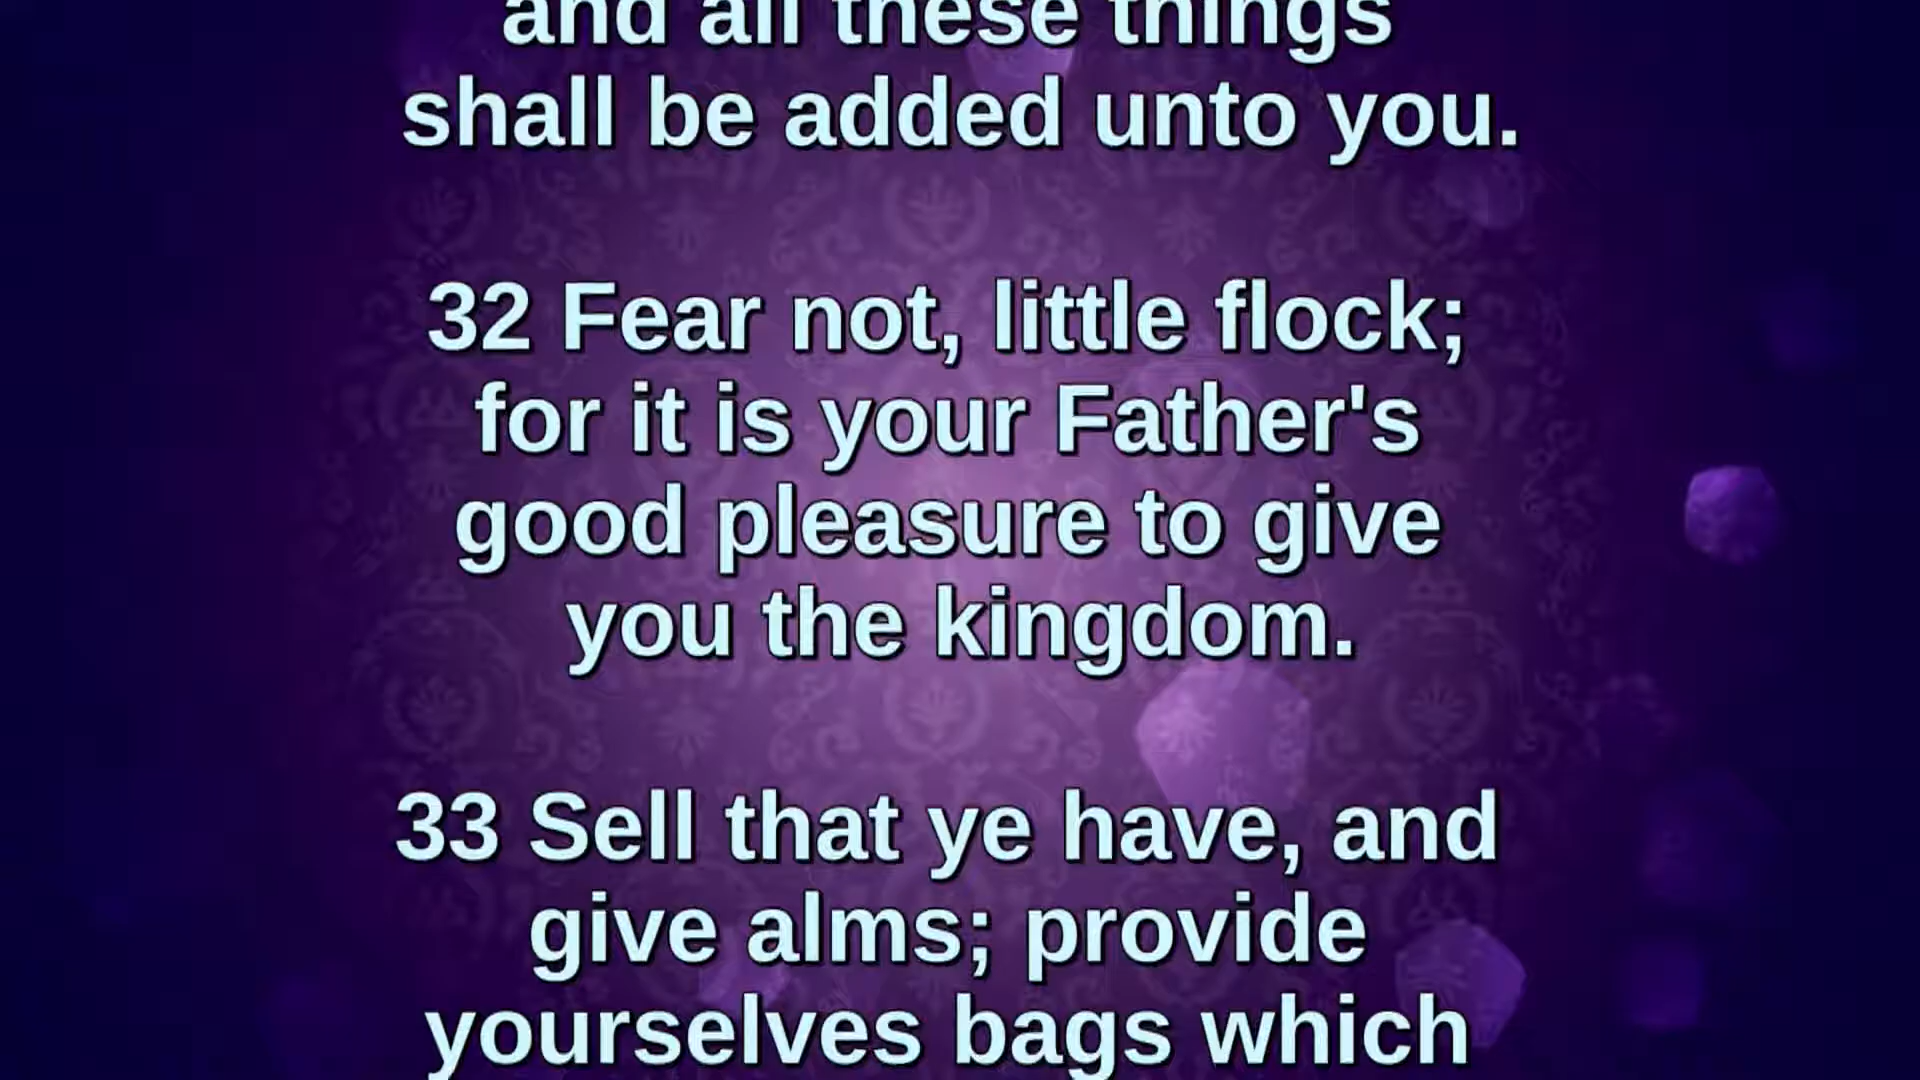 and all these things
shall be added unto you.
32 Fear not, little flock;
for it is your Father's
good pleasure to give
you the kingdom.
33 Sell that ye have, and
give alms; provide
yourselves bags which